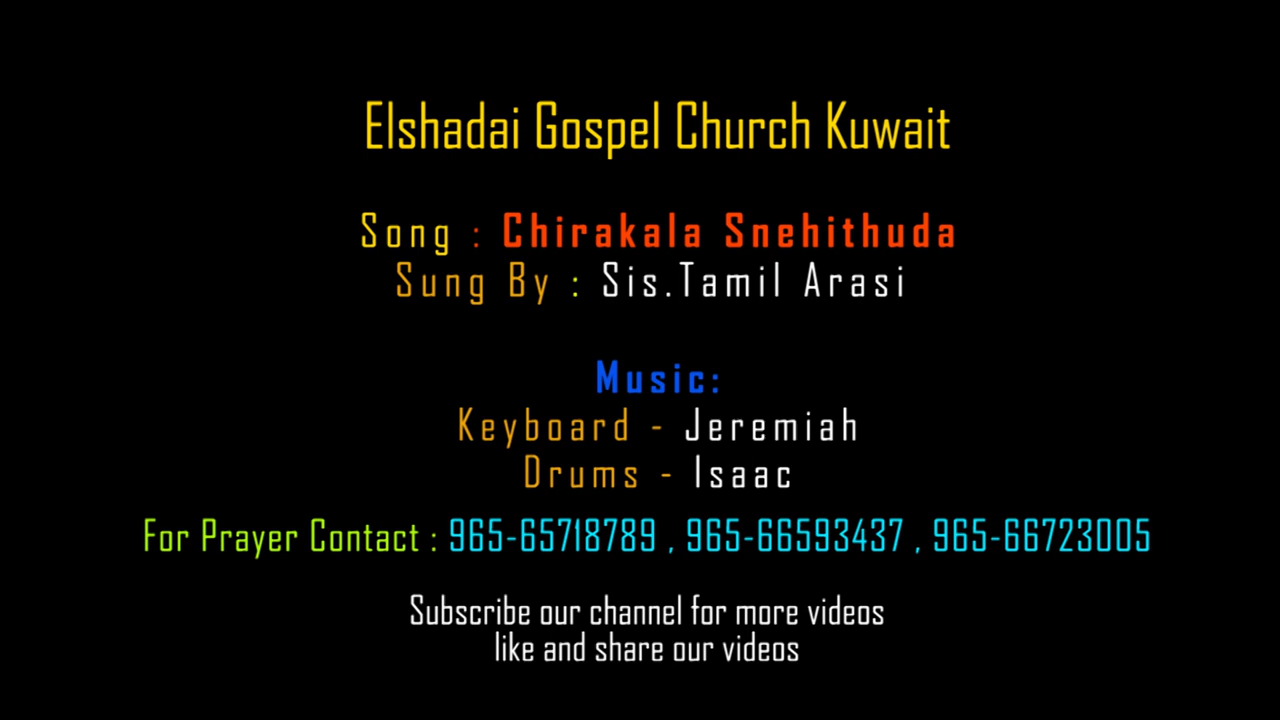 Elshadai Gospel Church Kuwait
Song : Chirakala Snehithuda
Sung By : Sis.Tamil Arasi
Music:
Keyboard - Jeremiah
Drums - Isaac
For Prayer Contact : 965-65718789 , 965-66593437 , 965-66723005
Subscribe our channel for more videos
like and share our videos